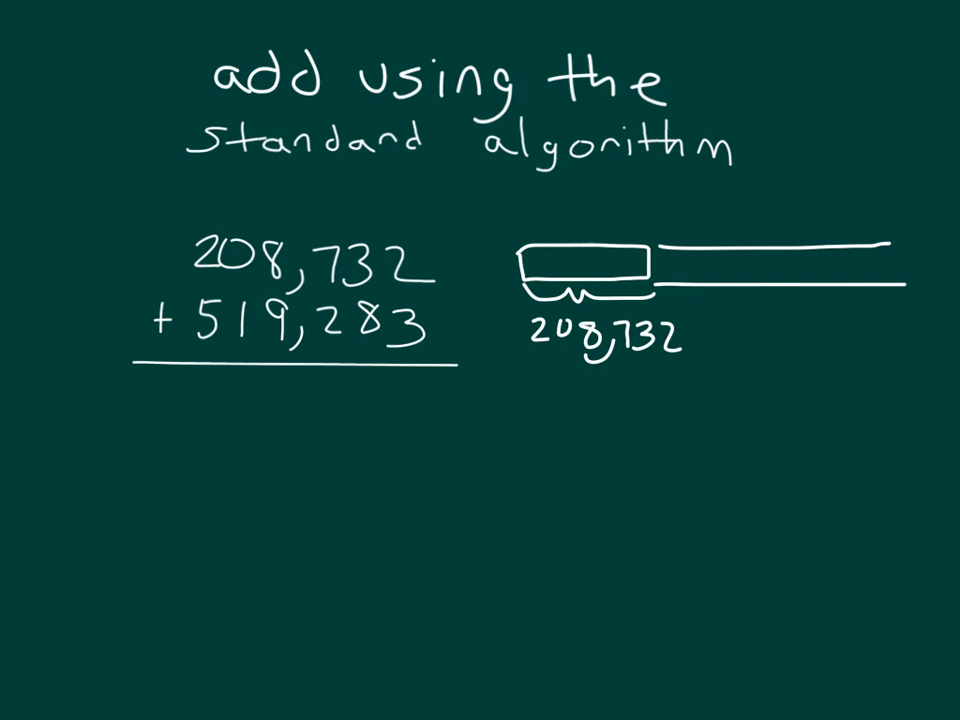 add using the
standard algorithm
208,732
+ 519,283
208,732